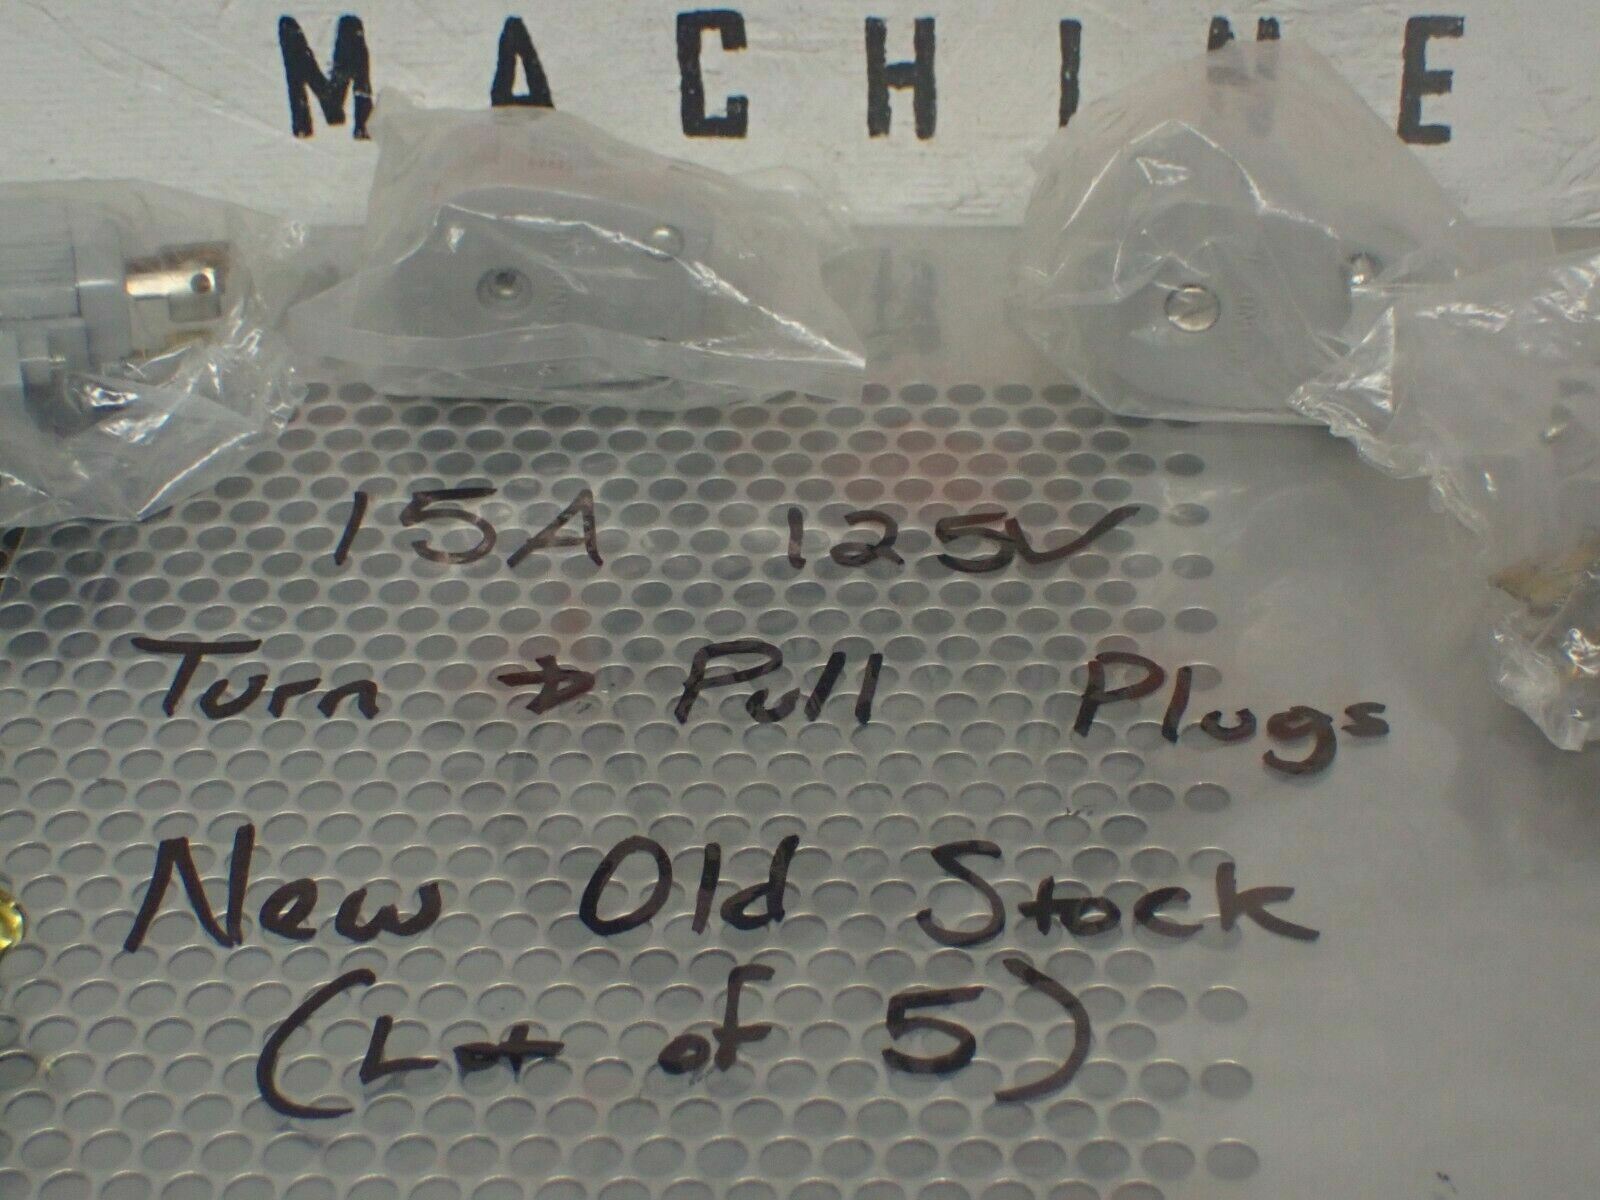 MACHINE
15A 125V
Turn & Pull Plugs
New Old Stock
(Lot of 5)